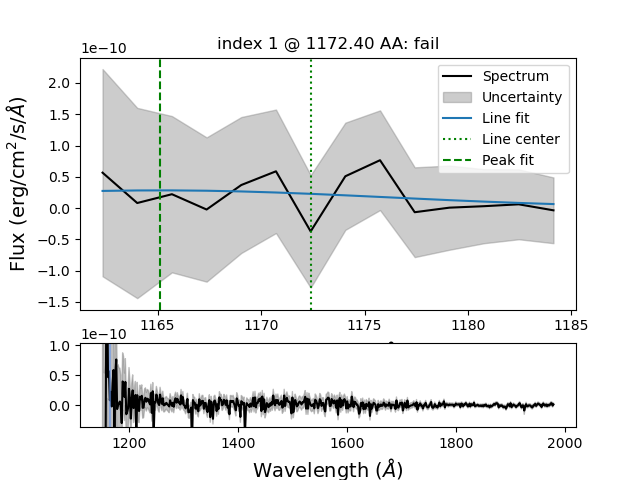 index 1 @ 1172.40 AA: fail
1e−10
2.0
1.5
1.0
0.5
0.0
−0.5
−1.0
−1.5
Flux (erg/cm²/s/Å)
Spectrum
Uncertainty
Line fit
Line center
Peak fit
1165
1170
1175
1180
1185
1e−10
1.0
0.5
0.0
1200
1400
1600
1800
2000
Wavelength (Å)